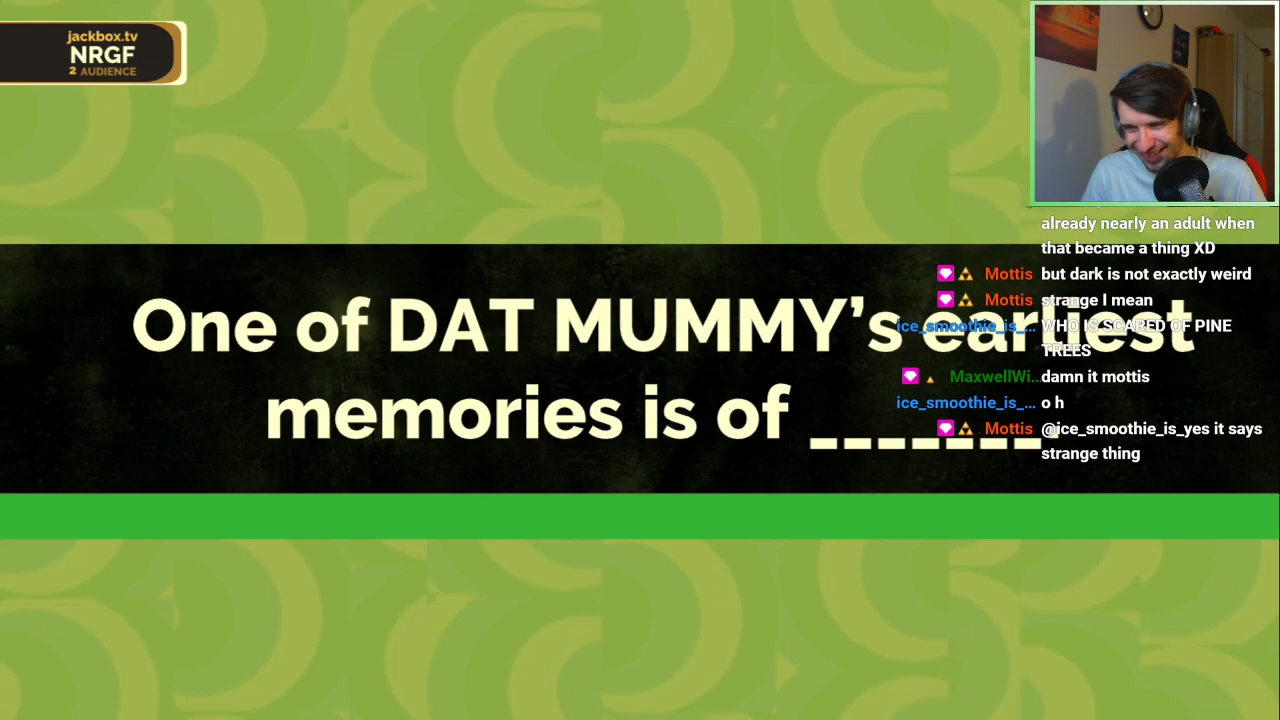 jackbox.tv
NRGF
2 AUDIENCE
One of DAT MUMMY's earliest
memories is of _______.
already nearly an adult when
that became a thing XD
Mottis but dark is not exactly weird
Mottis strange I mean
ice_smoothie_is_... WHO IS SCARED OF PINE
TREES
MaxwellWi... damn it mottis
ice_smoothie_is_... o h
Mottis @ice_smoothie_is_yes it says
strange thing